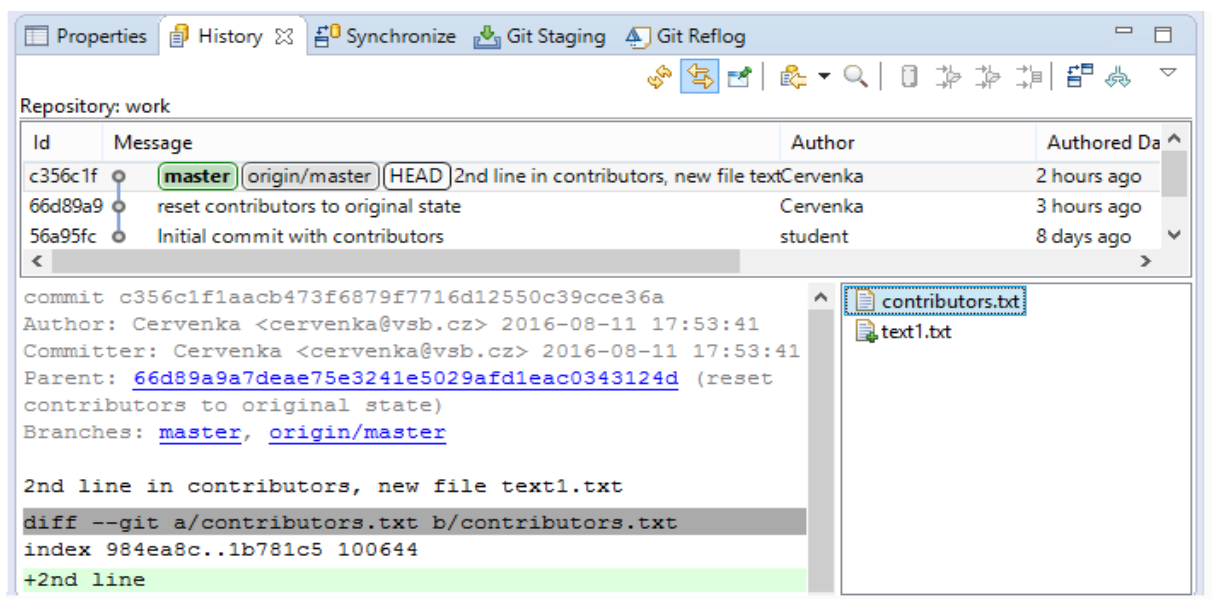 Properties History Synchronize Git Staging Git Reflog
Repository: work
Id Message Author Authored Da
c356c1f master origin/master HEAD 2nd line in contributors, new file text Cervenka 2 hours ago
66d89a9 reset contributors to original state Cervenka 3 hours ago
56a95fc Initial commit with contributors student 8 days ago
commit c356c1f1aacb473f6879f7716d12550c39cce36a
Author: Cervenka <cervenka@vsb.cz> 2016-08-11 17:53:41
Committer: Cervenka <cervenka@vsb.cz> 2016-08-11 17:53:41
Parent: 66d89a9a7deae75e3241e5029afd1eac0343124d (reset
contributors to original state)
Branches: master, origin/master
2nd line in contributors, new file text1.txt
diff --git a/contributors.txt b/contributors.txt
index 984ea8c..1b781c5 100644
+2nd line
contributors.txt
text1.txt